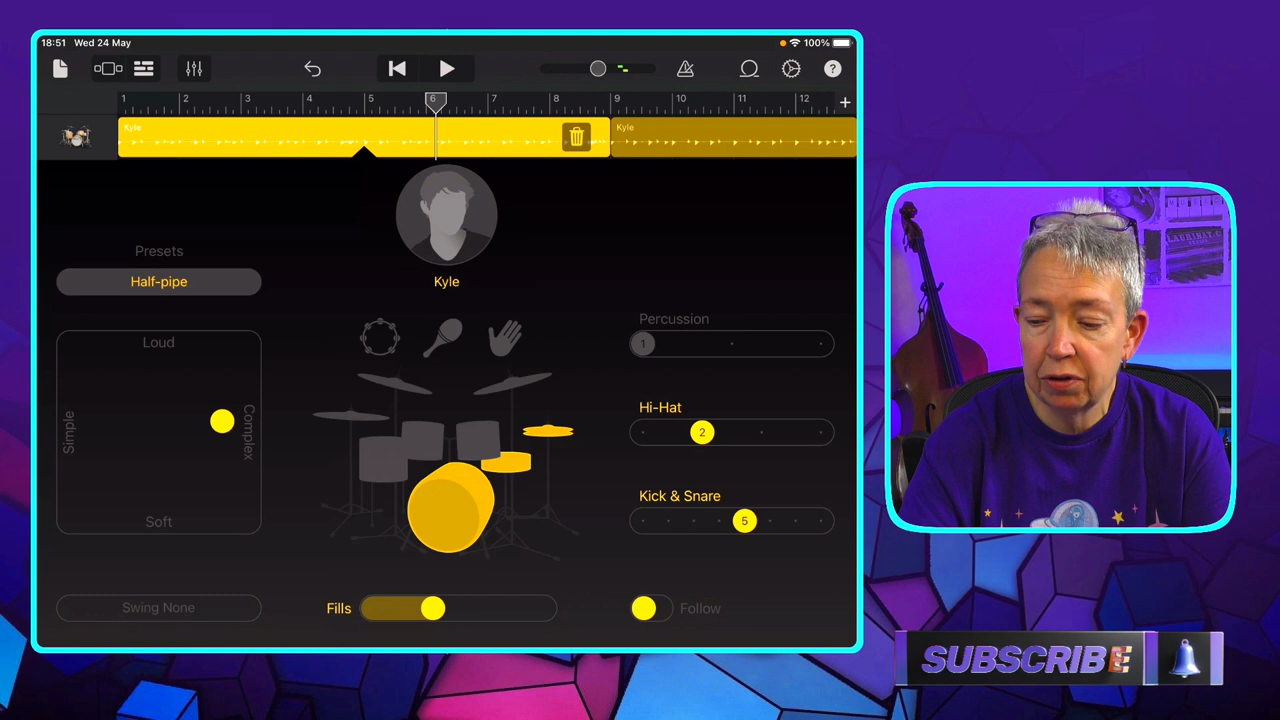 18:51 Wed 24 May
100%
?
1 2 3 4 5 6 7 8 9 10 11 12 +
Kyle
Kyle
Presets
Half-pipe
Kyle
Loud
Simple
Complex
Soft
Percussion
1
Hi-Hat
2
Kick & Snare
5
Swing None
Fills
Follow
SUBSCRIBE